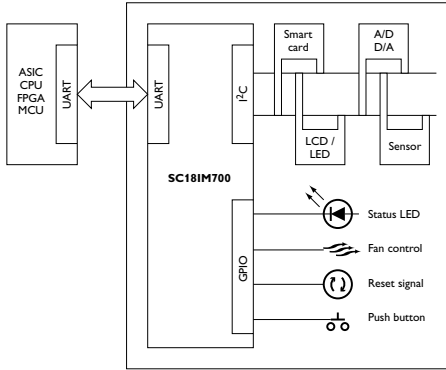 ASIC
CPU
FPGA
MCU
UART
UART
I²C
Smart
card
A/D
D/A
LCD /
LED
Sensor
SC18IM700
GPIO
Status LED
Fan control
Reset signal
Push button